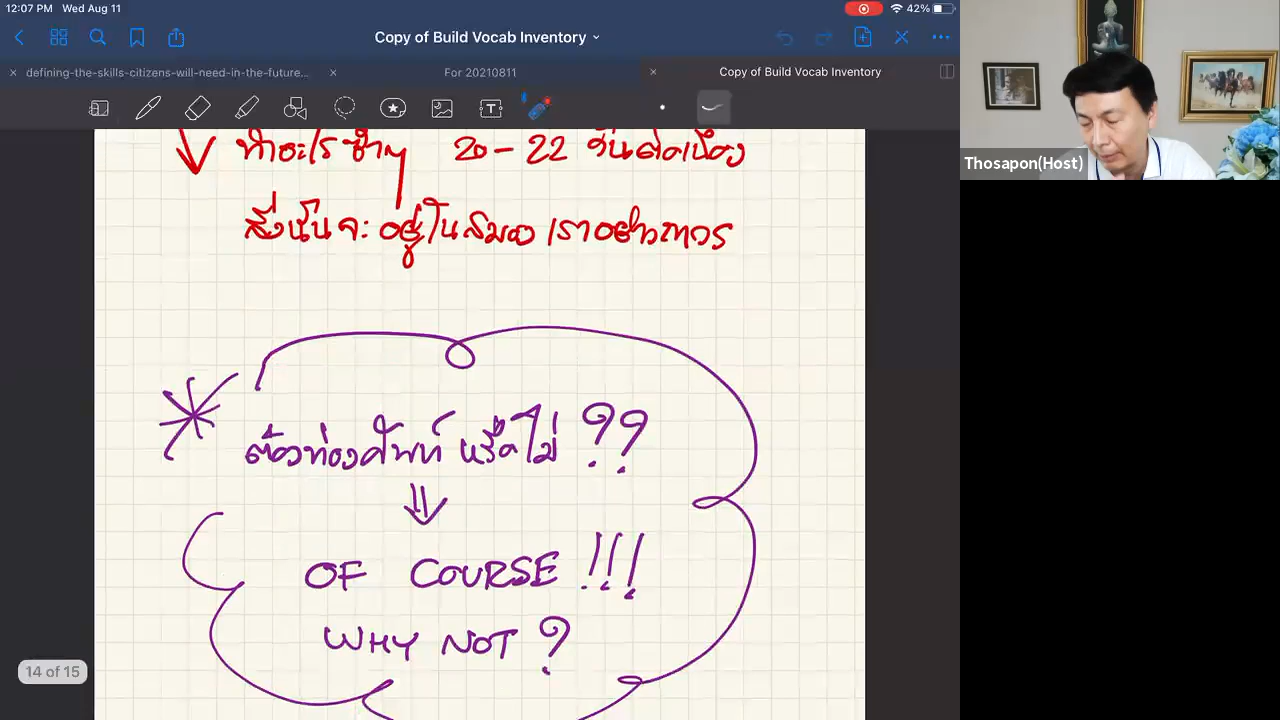 12:07 PM Wed Aug 11 42%
Copy of Build Vocab Inventory
defining-the-skills-citizens-will-need-in-the-future... For 20210811 Copy of Build Vocab Inventory
Thosapon(Host)
ทำอะไร ซ้ำๆ 20-22 วันต่อเนื่อง
สิ่งนั้นจะ อยู่ในสมอง เราอย่างถาวร
ต้องท่องศัพท์ หรือไม่ ??
OF COURSE !!!
WHY NOT ?
14 of 15